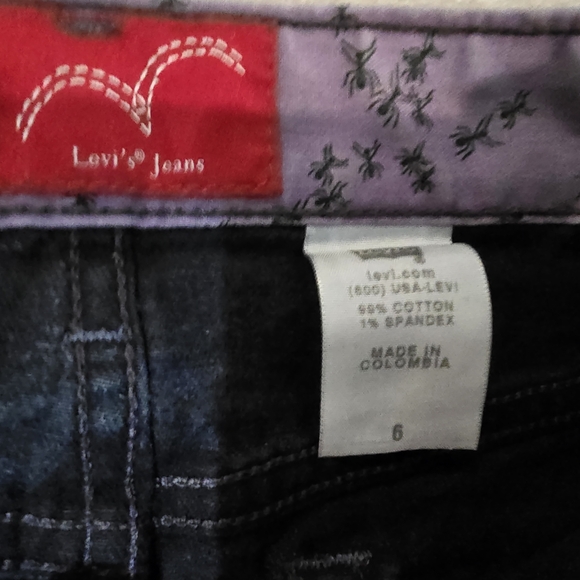 Levi's® Jeans
levi.com
(800) USA-LEVI
99% COTTON
1% SPANDEX
MADE IN
COLOMBIA
6